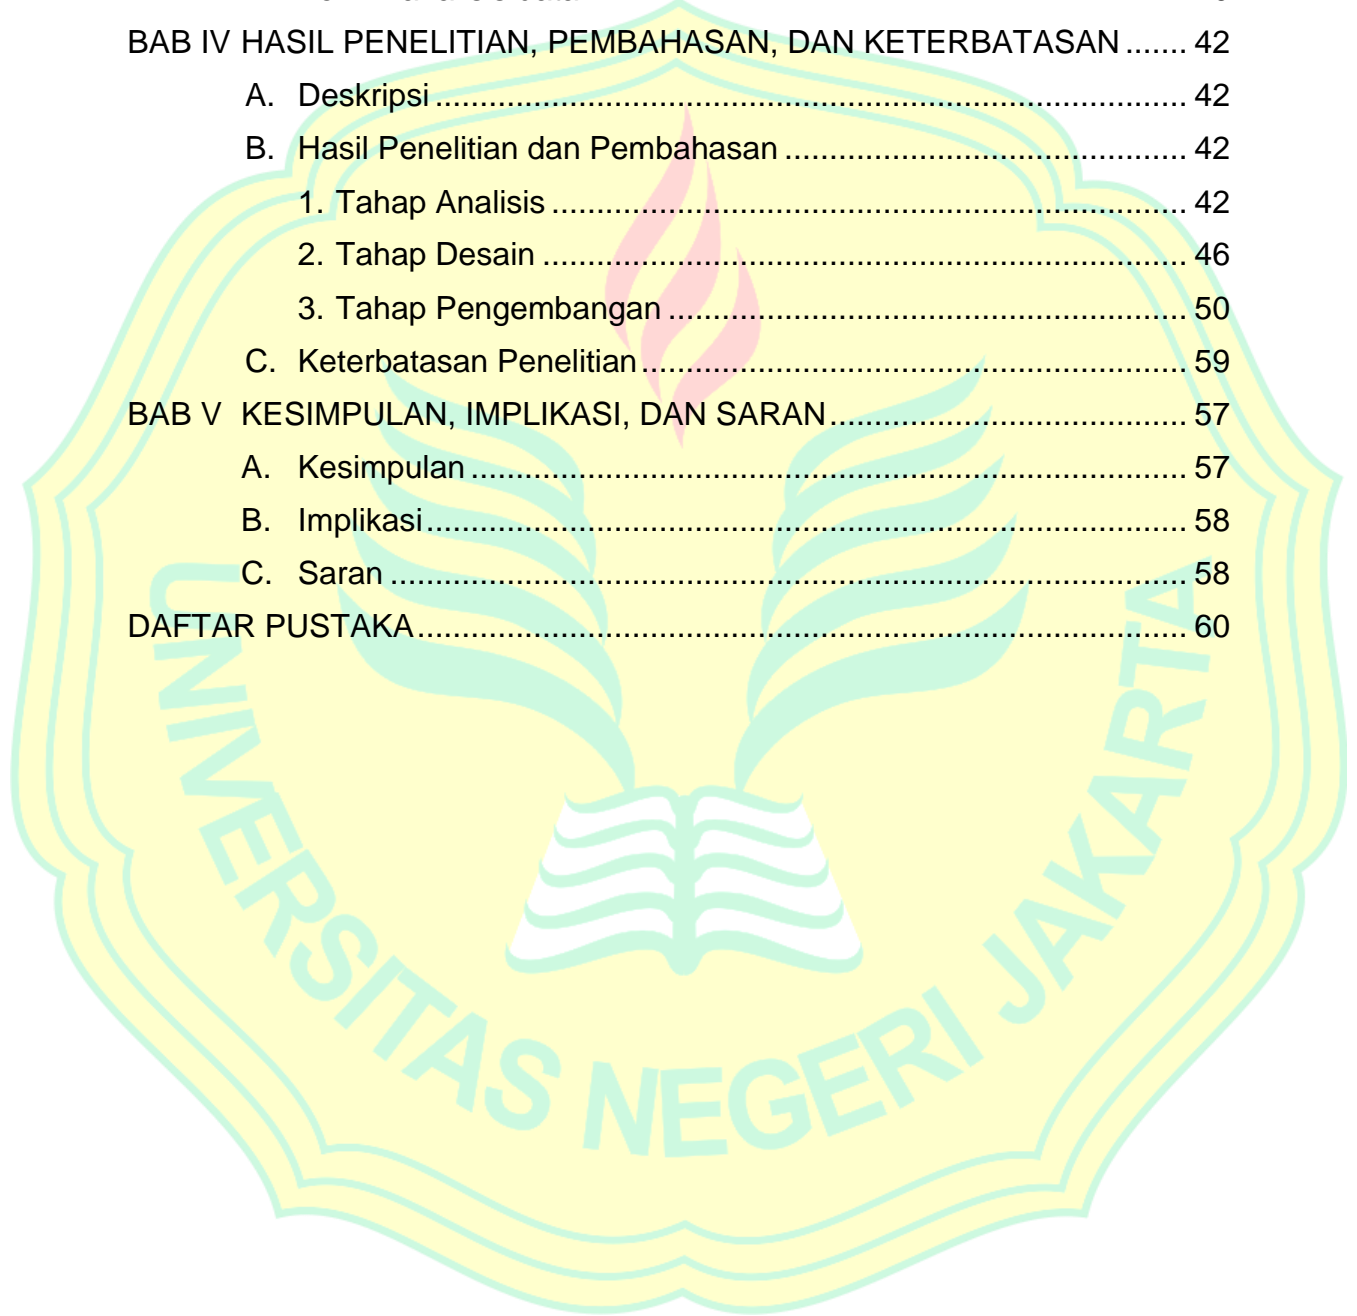 BAB IV HASIL PENELITIAN, PEMBAHASAN, DAN KETERBATASAN ....... 42
A. Deskripsi .................................................................................... 42
B. Hasil Penelitian dan Pembahasan ............................................. 42
1. Tahap Analisis ....................................................................... 42
2. Tahap Desain ........................................................................ 46
3. Tahap Pengembangan .......................................................... 50
C. Keterbatasan Penelitian ............................................................. 59
BAB V KESIMPULAN, IMPLIKASI, DAN SARAN ........................................ 57
A. Kesimpulan ................................................................................ 57
B. Implikasi ..................................................................................... 58
C. Saran ......................................................................................... 58
DAFTAR PUSTAKA ...................................................................................... 60
UNIVERSITAS NEGERI JAKARTA